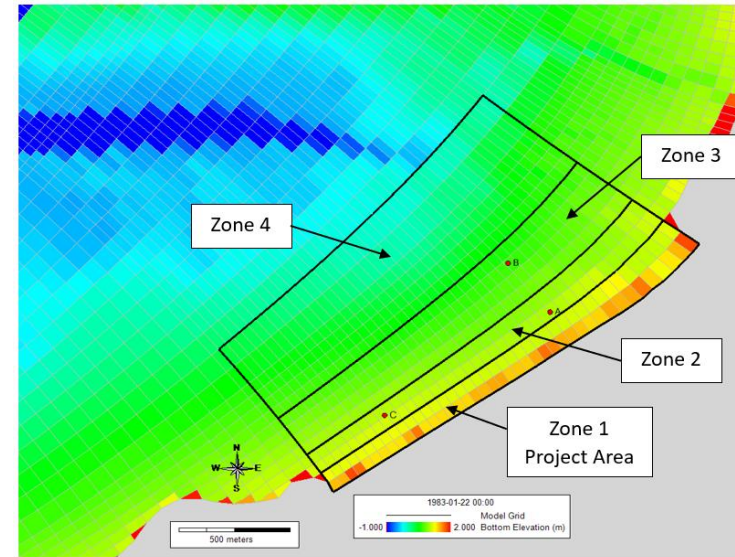 Zone 3
Zone 4
B
A
Zone 2
C
Zone 1
Project Area
N
W E
S
1983-01-22 00:00
Model Grid
-1.000 2.000 Bottom Elevation (m)
500 meters